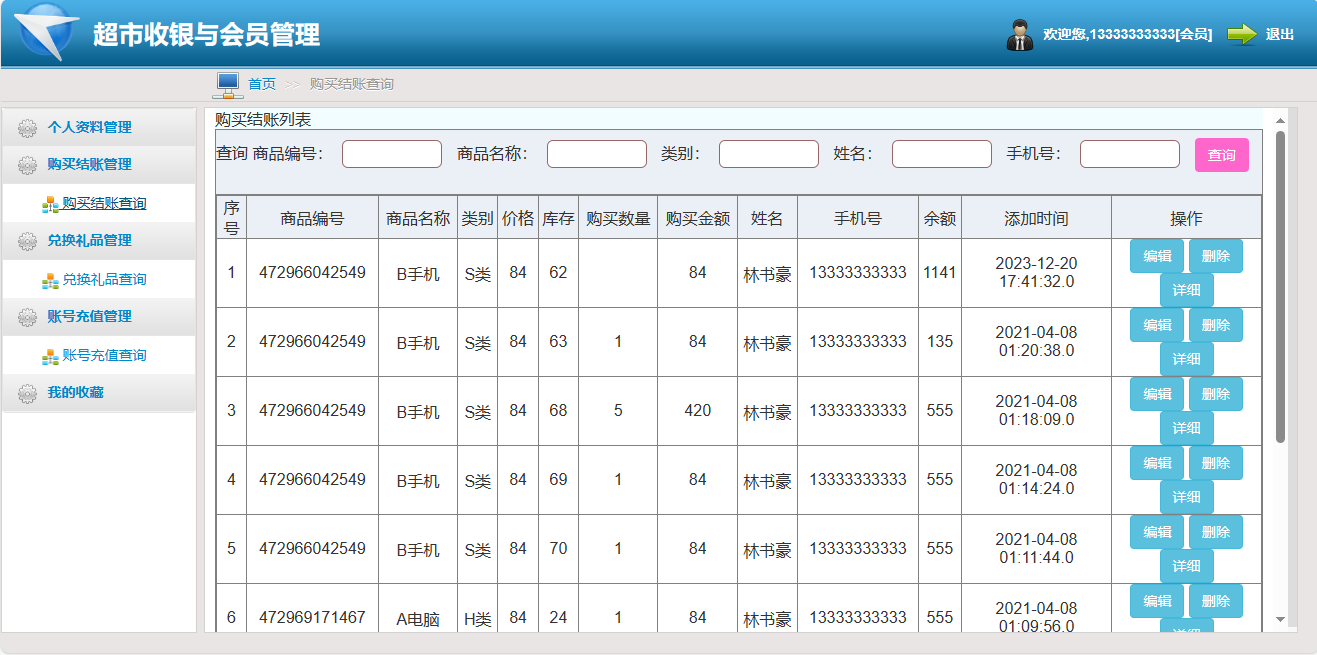 超市收银与会员管理
欢迎您,13333333333[会员] 退出
首页 >> 购买结账查询
个人资料管理
购买结账管理
购买结账查询
兑换礼品管理
兑换礼品查询
账号充值管理
账号充值查询
我的收藏
购买结账列表
查询 商品编号： 商品名称： 类别： 姓名： 手机号： 查询
序号 商品编号 商品名称 类别 价格 库存 购买数量 购买金额 姓名 手机号 余额 添加时间 操作
1 472966042549 B手机 S类 84 62 84 林书豪 13333333333 1141 2023-12-20 17:41:32.0 编辑 删除 详细
2 472966042549 B手机 S类 84 63 1 84 林书豪 13333333333 135 2021-04-08 01:20:38.0 编辑 删除 详细
3 472966042549 B手机 S类 84 68 5 420 林书豪 13333333333 555 2021-04-08 01:18:09.0 编辑 删除 详细
4 472966042549 B手机 S类 84 69 1 84 林书豪 13333333333 555 2021-04-08 01:14:24.0 编辑 删除 详细
5 472966042549 B手机 S类 84 70 1 84 林书豪 13333333333 555 2021-04-08 01:11:44.0 编辑 删除 详细
6 472969171467 A电脑 H类 84 24 1 84 林书豪 13333333333 555 2021-04-08 01:09:56.0 编辑 删除